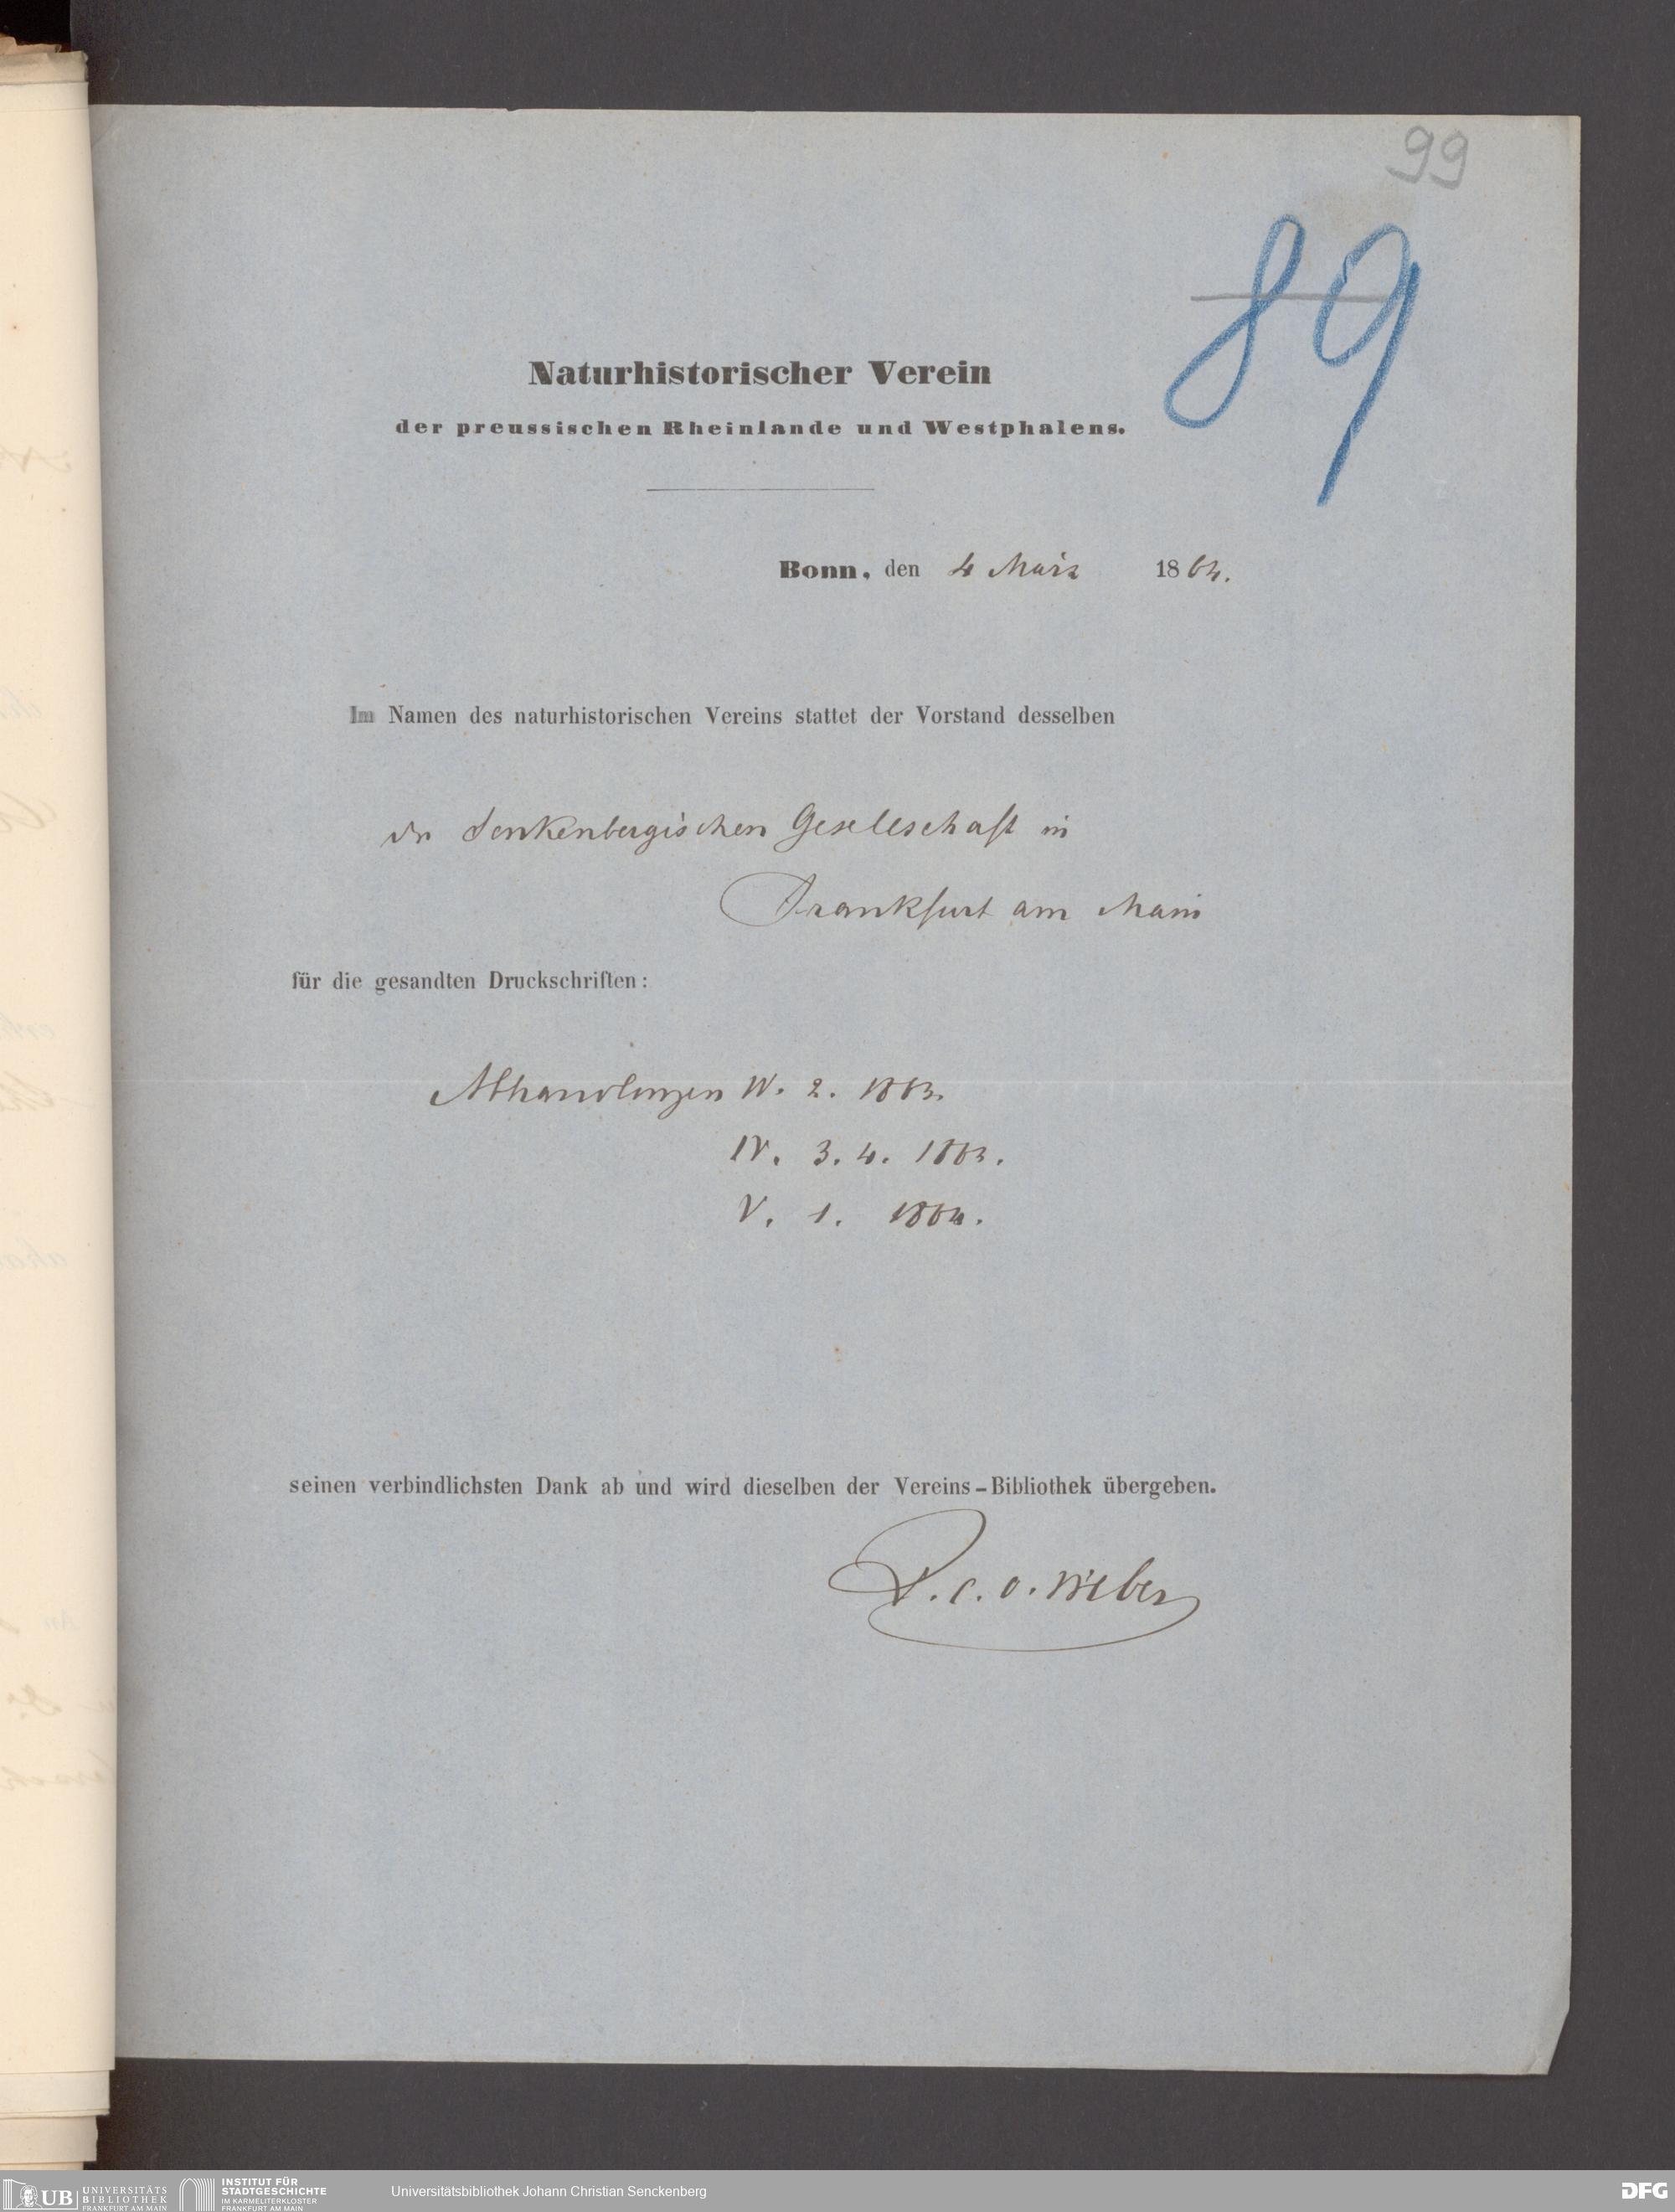 99
89
Naturhistorischer Verein
der preussischen Rheinlande und Westphalens.
Bonn, den 4 März 1864.
Im Namen des naturhistorischen Vereins stattet der Vorstand desselben
der Senkenbergischen Gesellschaft in
Frankfurt am Main
für die gesandten Druckschriften:
Abhandlungen IV. 2. 1863.
IV. 3. 4. 1863.
V. 1. 1864.
seinen verbindlichsten Dank ab und wird dieselben der Vereins-Bibliothek übergeben.
Weber
UB UNIVERSITÄTS
BIBLIOTHEK
FRANKFURT AM MAIN
INSTITUT FÜR
STADTGESCHICHTE
IM KARMELITERKLOSTER
FRANKFURT AM MAIN
Universitätsbibliothek Johann Christian Senckenberg
DFG